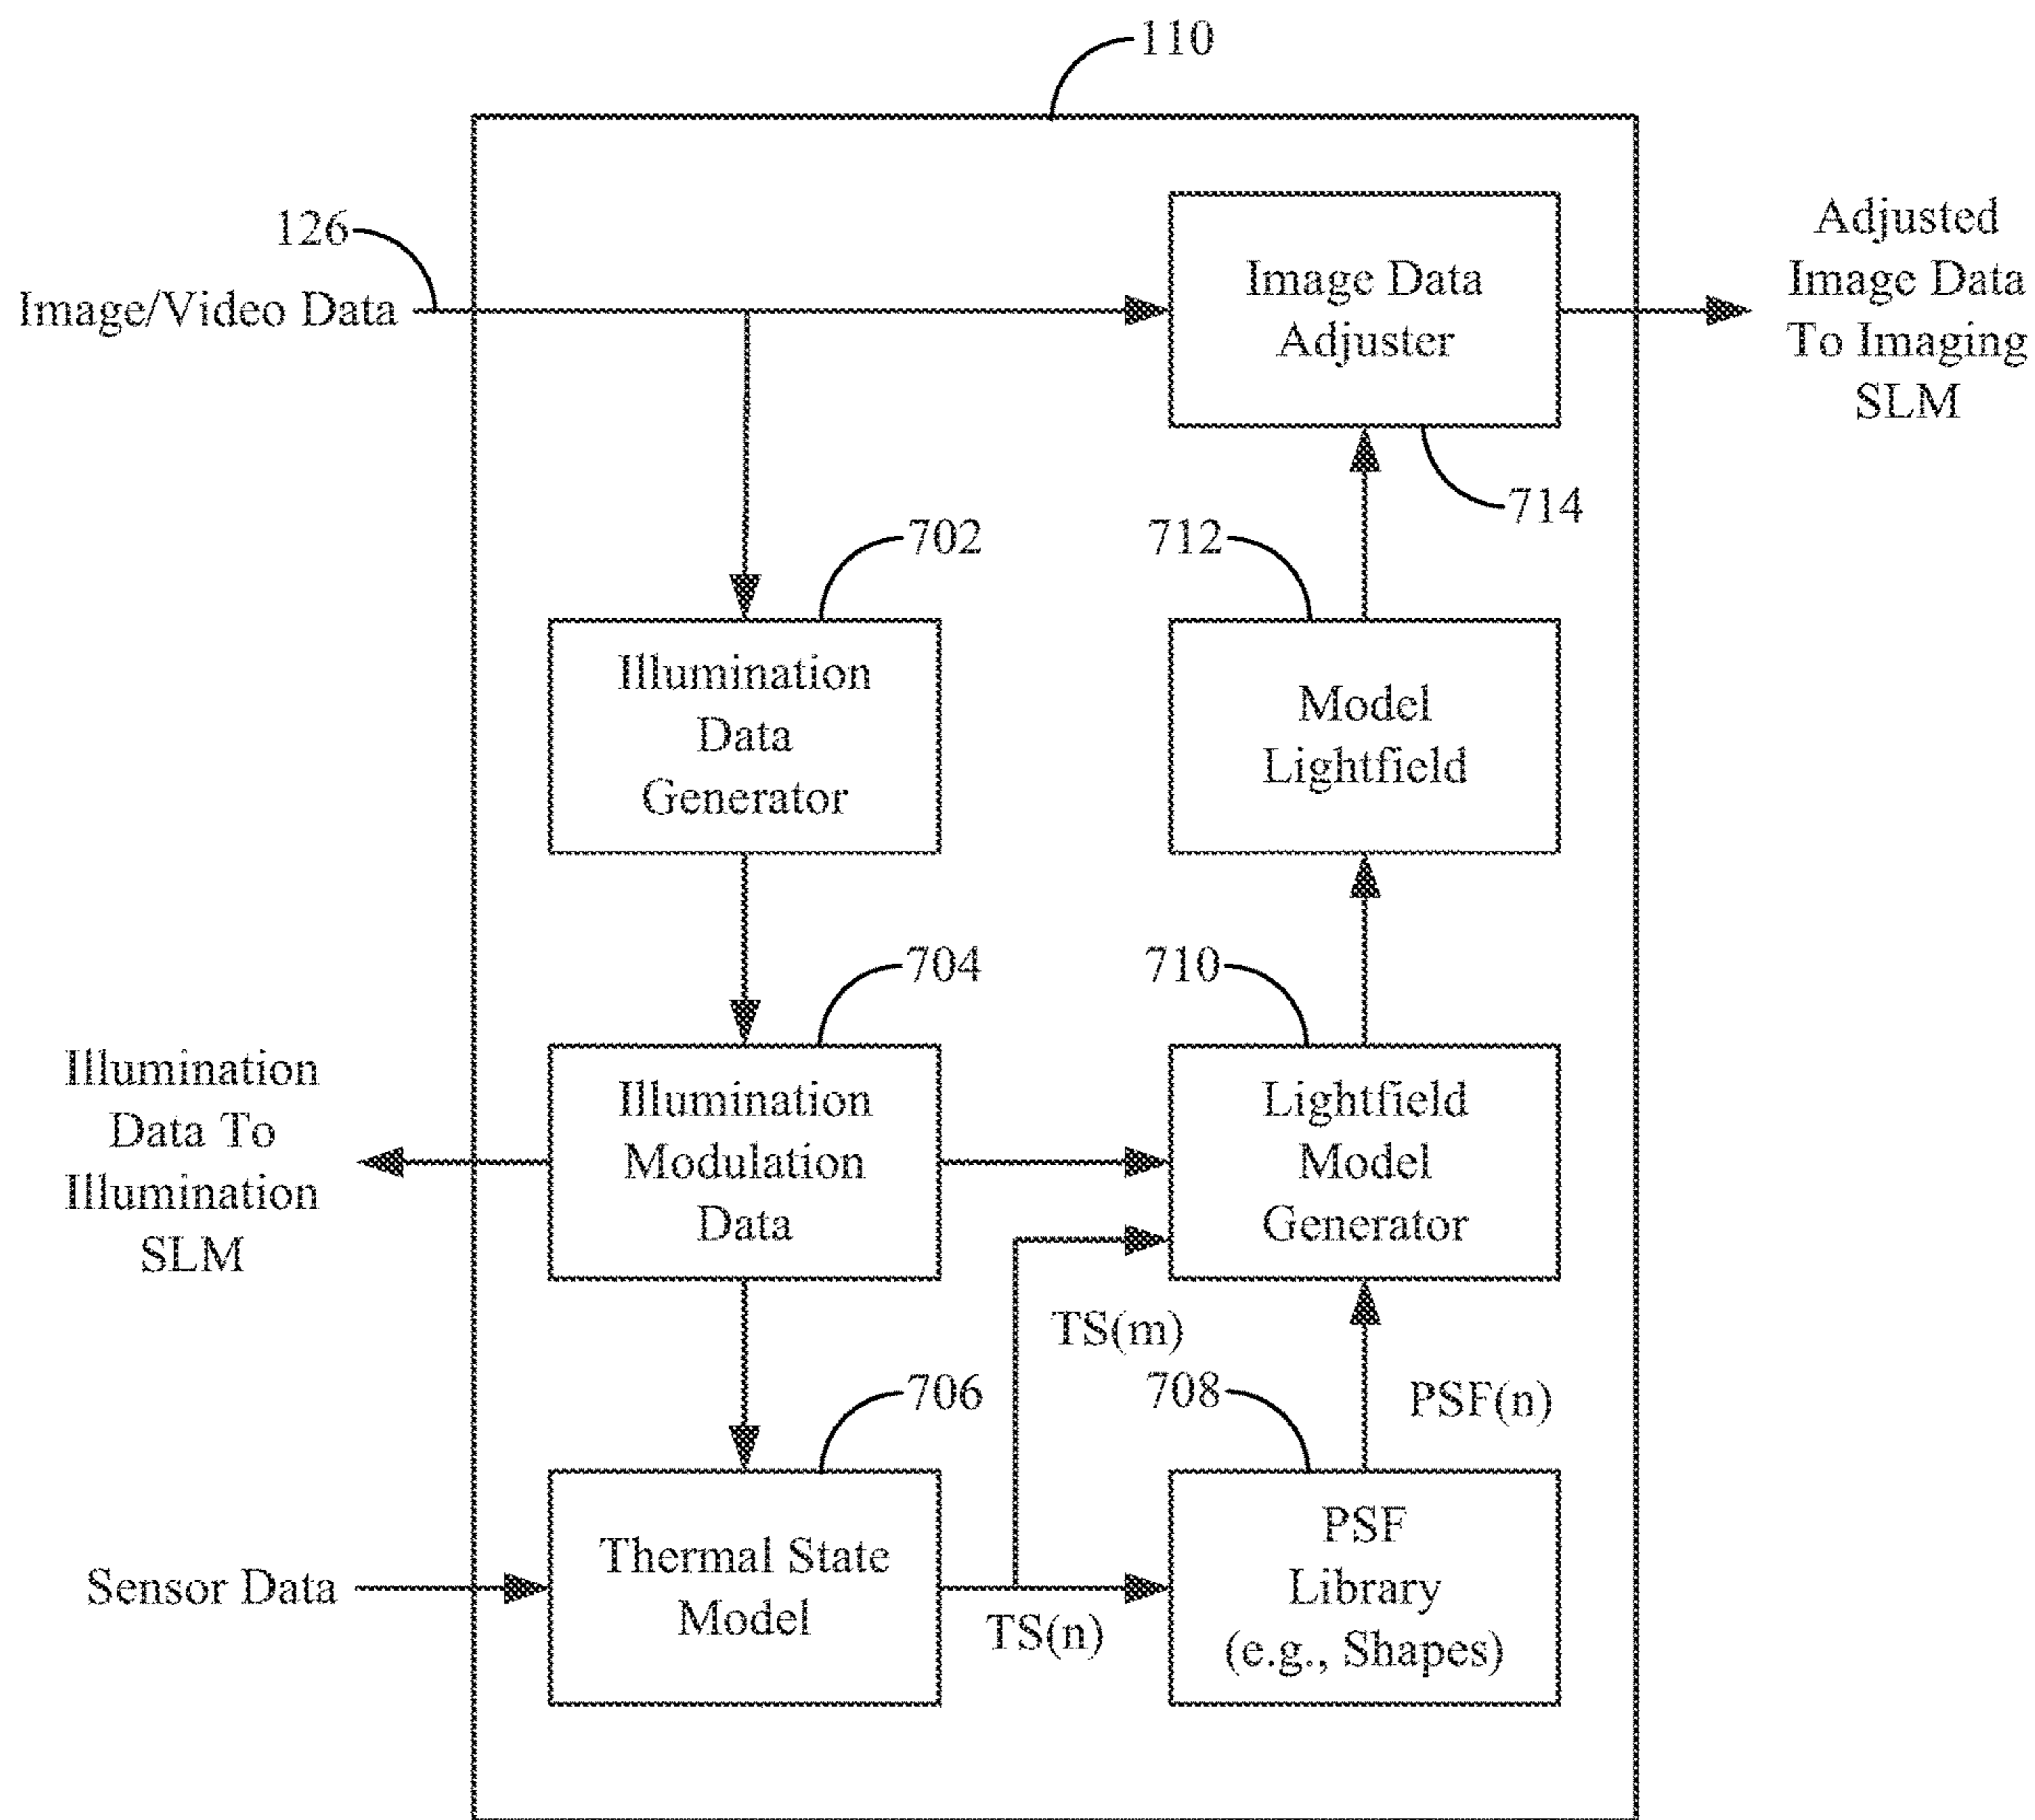 110
126
Image/Video Data
Image Data
Adjuster
Adjusted
Image Data
To Imaging
SLM
714
702
712
Illumination
Data
Generator
Model
Lightfield
704
710
Illumination
Data To
Illumination
SLM
Illumination
Modulation
Data
Lightfield
Model
Generator
TS(m)
706
708
PSF(n)
Sensor Data
Thermal State
Model
TS(n)
PSF
Library
(e.g., Shapes)